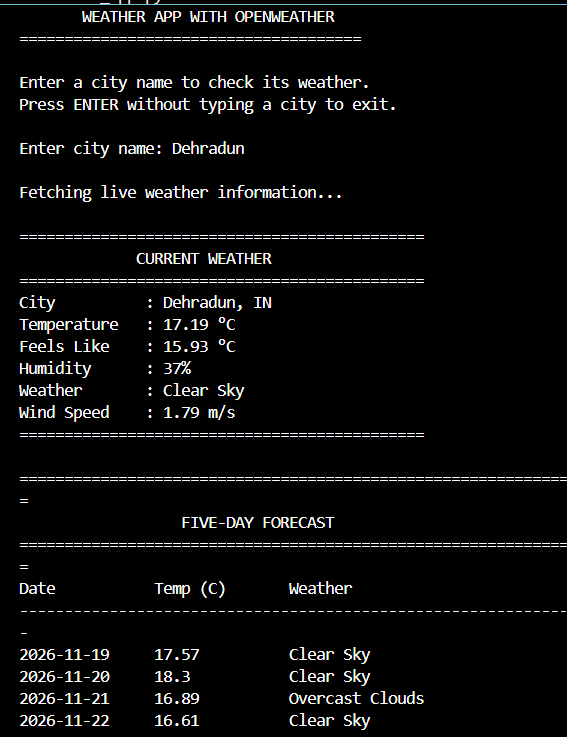 WEATHER APP WITH OPENWEATHER
======================================

Enter a city name to check its weather.
Press ENTER without typing a city to exit.

Enter city name: Dehradun

Fetching live weather information...

=============================================
CURRENT WEATHER
=============================================
City          : Dehradun, IN
Temperature   : 17.19 °C
Feels Like    : 15.93 °C
Humidity      : 37%
Weather       : Clear Sky
Wind Speed    : 1.79 m/s
=============================================

=============================================================
=
FIVE-DAY FORECAST
=============================================================
=
Date           Temp (C)       Weather
-------------------------------------------------------------
-
2026-11-19     17.57          Clear Sky
2026-11-20     18.3           Clear Sky
2026-11-21     16.89          Overcast Clouds
2026-11-22     16.61          Clear Sky